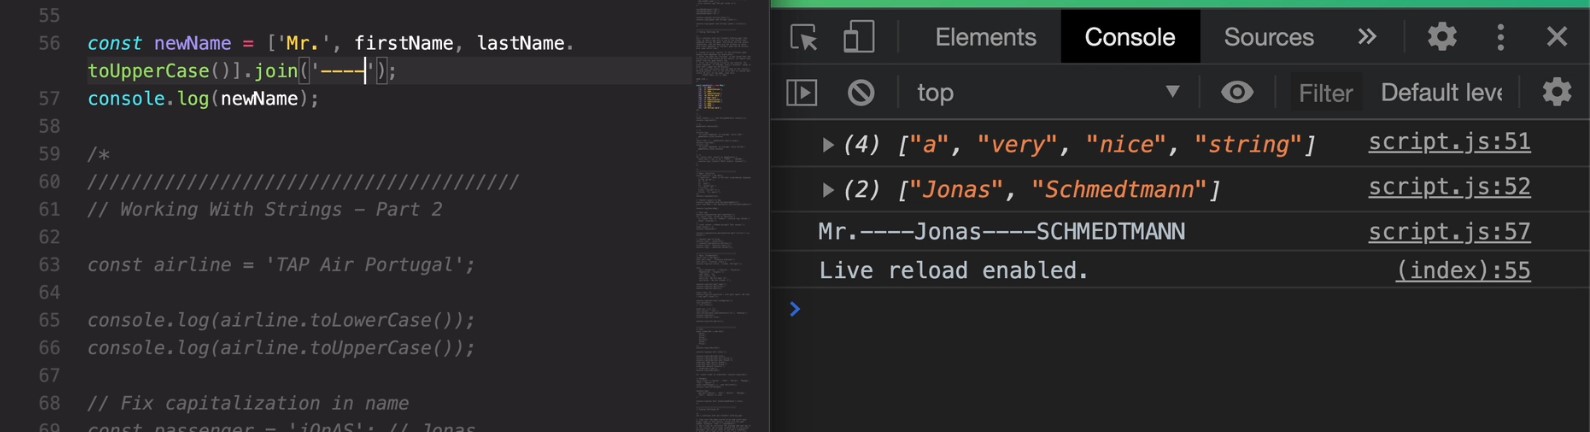 55
56 const newName = ['Mr.', firstName, lastName.
toUpperCase()].join('----');
57 console.log(newName);
58
59 /*
60 ///////////////////////////////////////
61 // Working With Strings - Part 2
62
63 const airline = 'TAP Air Portugal';
64
65 console.log(airline.toLowerCase());
66 console.log(airline.toUpperCase());
67
68 // Fix capitalization in name
69 const passenger = 'jOnAS'; // Jonas
Elements Console Sources »
top Filter Default leve
(4) ["a", "very", "nice", "string"] script.js:51
(2) ["Jonas", "Schmedtmann"] script.js:52
Mr.----Jonas----SCHMEDTMANN script.js:57
Live reload enabled. (index):55
>